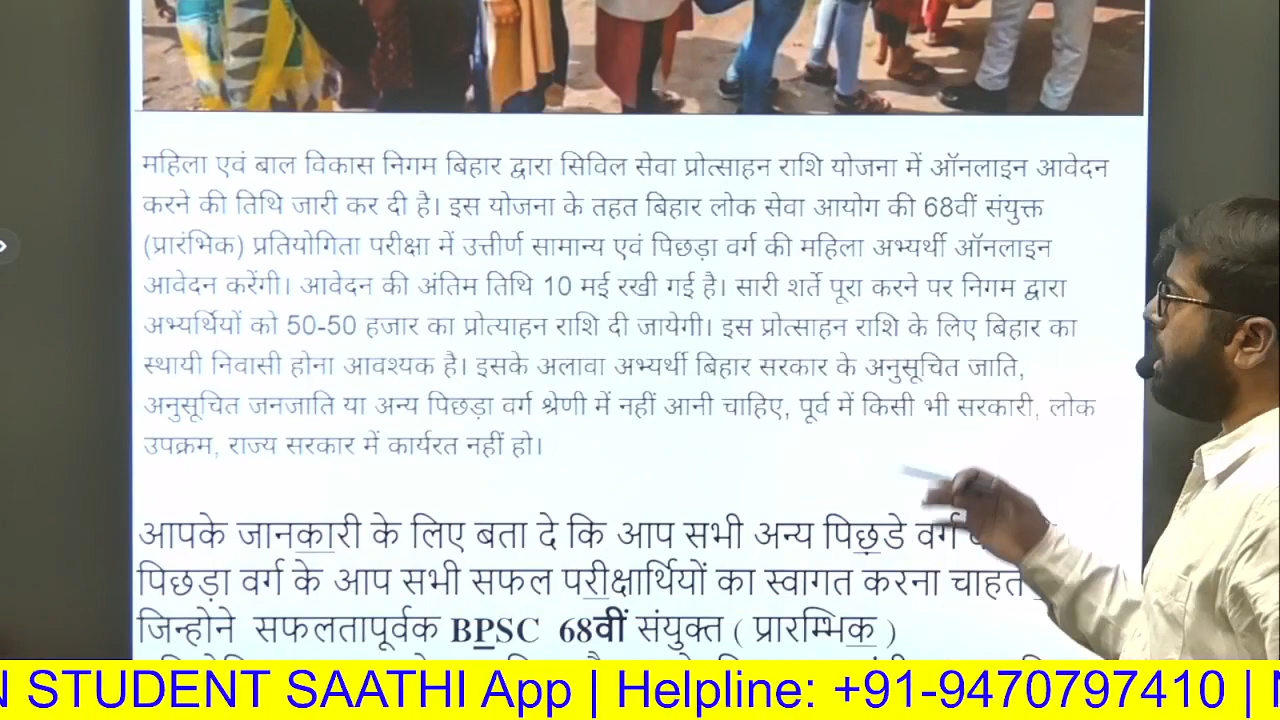 महिला एवं बाल विकास निगम बिहार द्वारा सिविल सेवा प्रोत्साहन राशि योजना में ऑनलाइन आवेदन
करने की तिथि जारी कर दी है। इस योजना के तहत बिहार लोक सेवा आयोग की 68वीं संयुक्त
(प्रारंभिक) प्रतियोगिता परीक्षा में उत्तीर्ण सामान्य एवं पिछड़ा वर्ग की महिला अभ्यर्थी ऑनलाइन
आवेदन करेंगी। आवेदन की अंतिम तिथि 10 मई रखी गई है। सारी शर्ते पूरा करने पर निगम द्वारा
अभ्यर्थियों को 50-50 हजार का प्रोत्याहन राशि दी जायेगी। इस प्रोत्साहन राशि के लिए बिहार का
स्थायी निवासी होना आवश्यक है। इसके अलावा अभ्यर्थी बिहार सरकार के अनुसूचित जाति,
अनुसूचित जनजाति या अन्य पिछड़ा वर्ग श्रेणी में नहीं आनी चाहिए, पूर्व में किसी भी सरकारी, लोक
उपक्रम, राज्य सरकार में कार्यरत नहीं हो।
आपके जानकारी के लिए बता दे कि आप सभी अन्य पिछडे वर्ग
पिछड़ा वर्ग के आप सभी सफल परीक्षार्थियों का स्वागत करना
जिन्होने सफलतापूर्वक BPSC 68वीं संयुक्त ( प्रारम्भिक )
STUDENT SAATHI App | Helpline: +91-9470797410 |